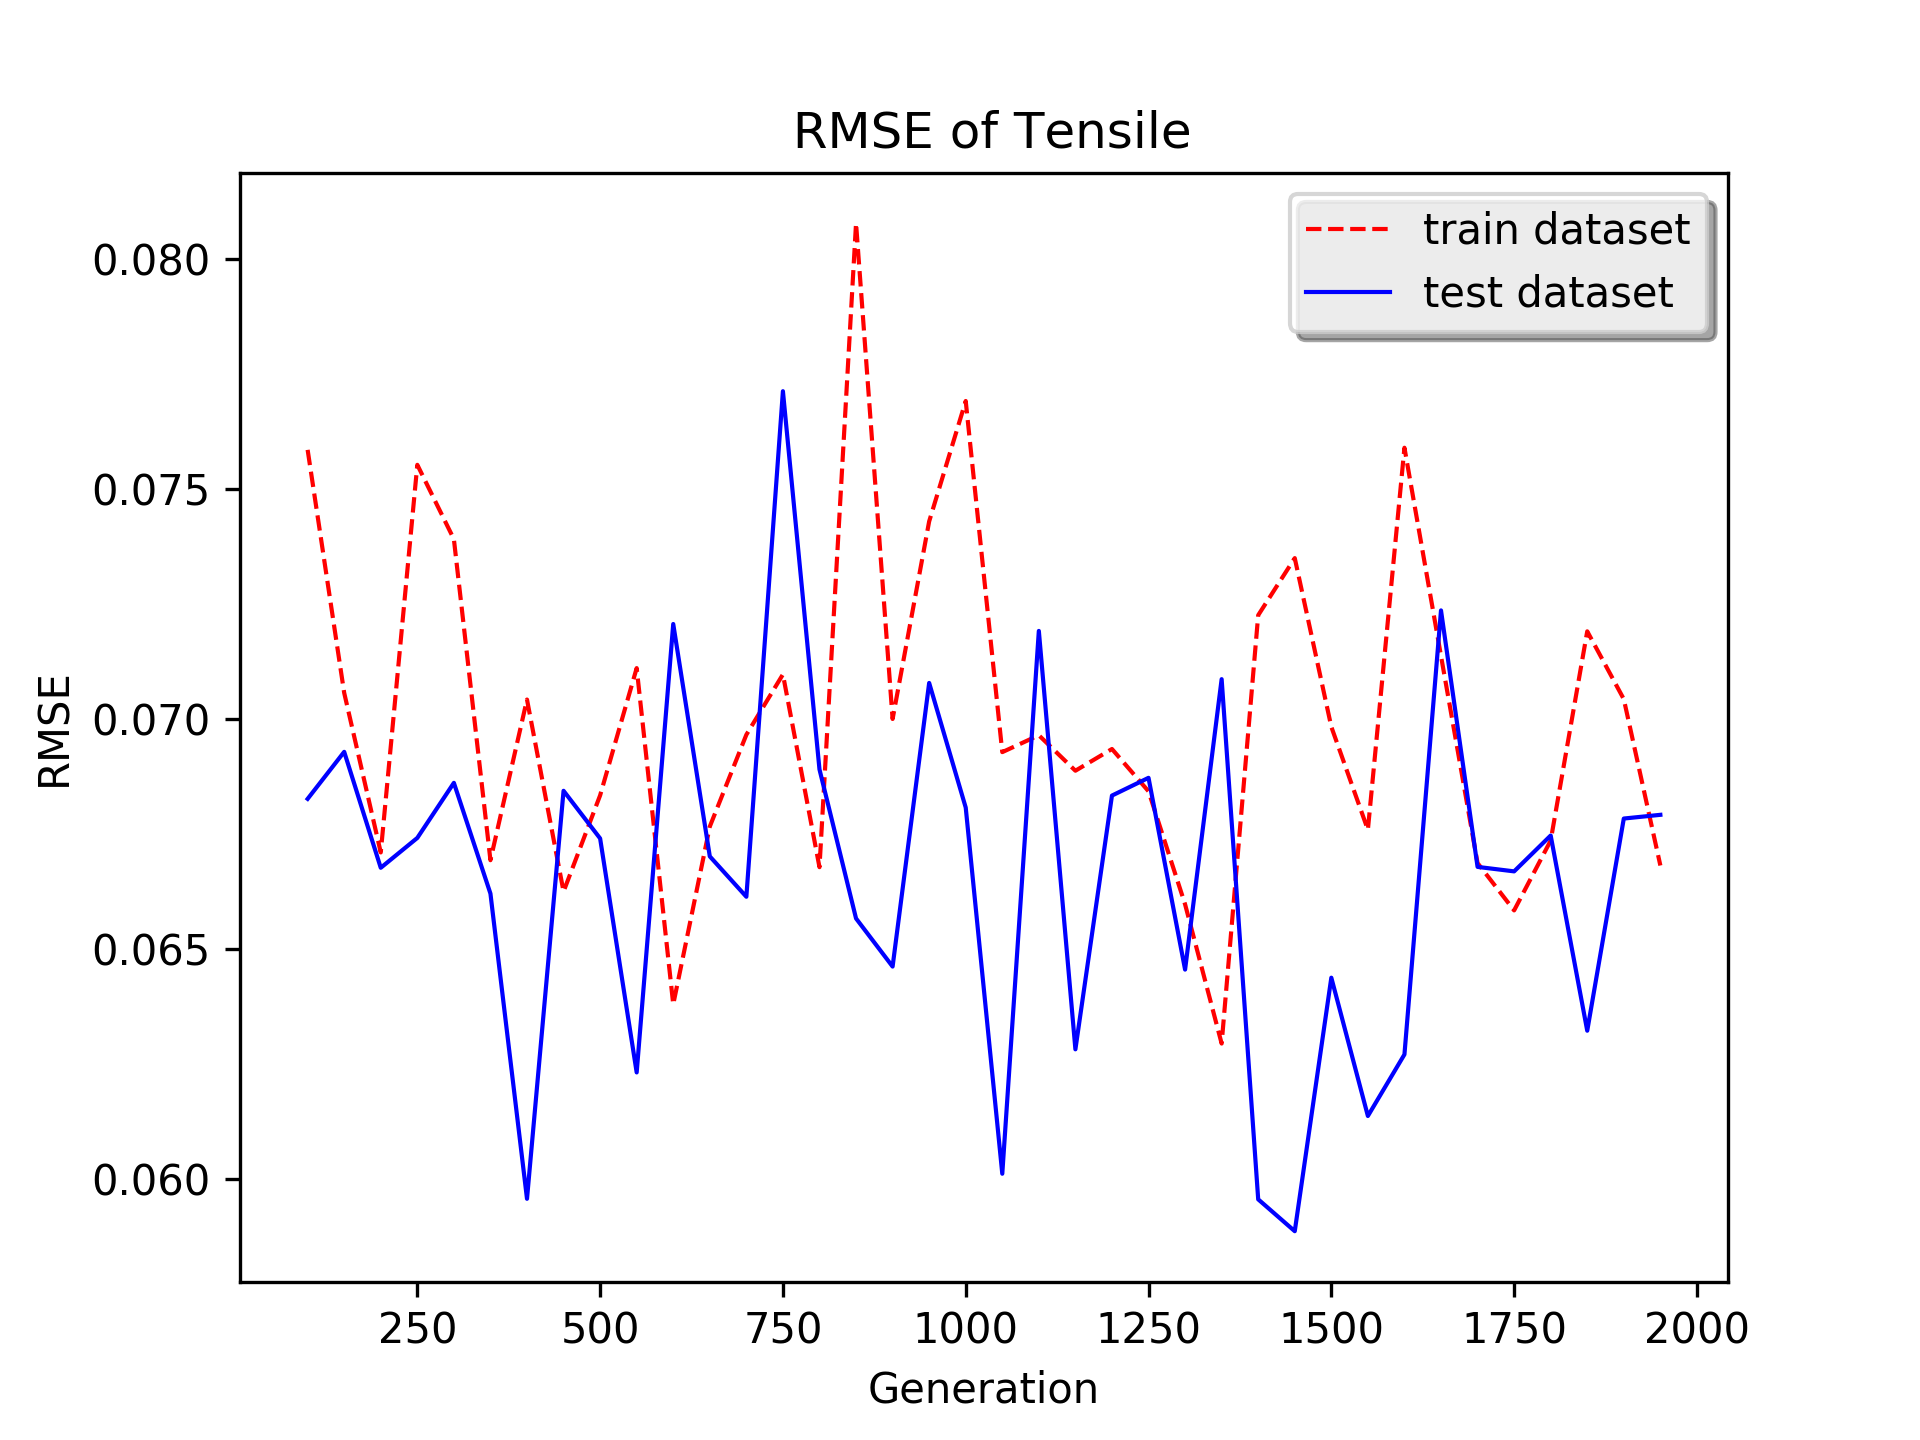 RMSE of Tensile
train dataset
test dataset
0.080
0.075
0.070
0.065
0.060
RMSE
250 500 750 1000 1250 1500 1750 2000
Generation